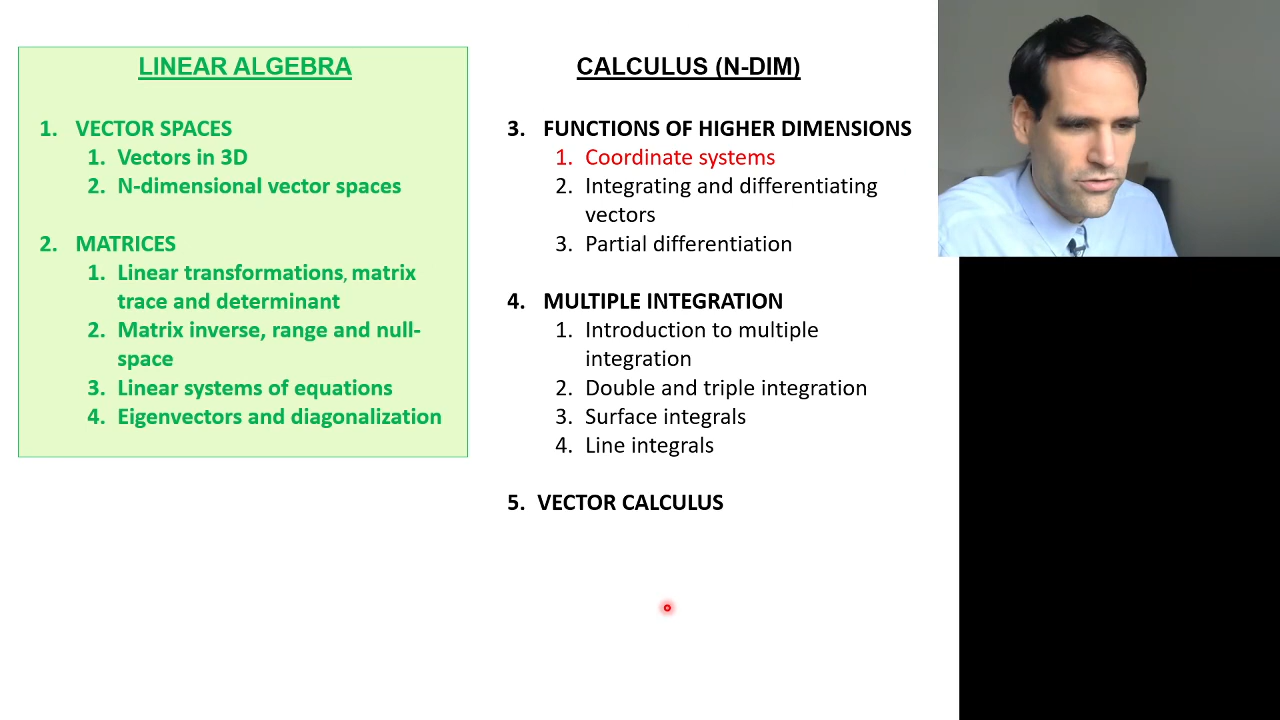 LINEAR ALGEBRA
1. VECTOR SPACES
1. Vectors in 3D
2. N-dimensional vector spaces
2. MATRICES
1. Linear transformations, matrix
trace and determinant
2. Matrix inverse, range and null-
space
3. Linear systems of equations
4. Eigenvectors and diagonalization
CALCULUS (N-DIM)
3. FUNCTIONS OF HIGHER DIMENSIONS
1. Coordinate systems
2. Integrating and differentiating
vectors
3. Partial differentiation
4. MULTIPLE INTEGRATION
1. Introduction to multiple
integration
2. Double and triple integration
3. Surface integrals
4. Line integrals
5. VECTOR CALCULUS